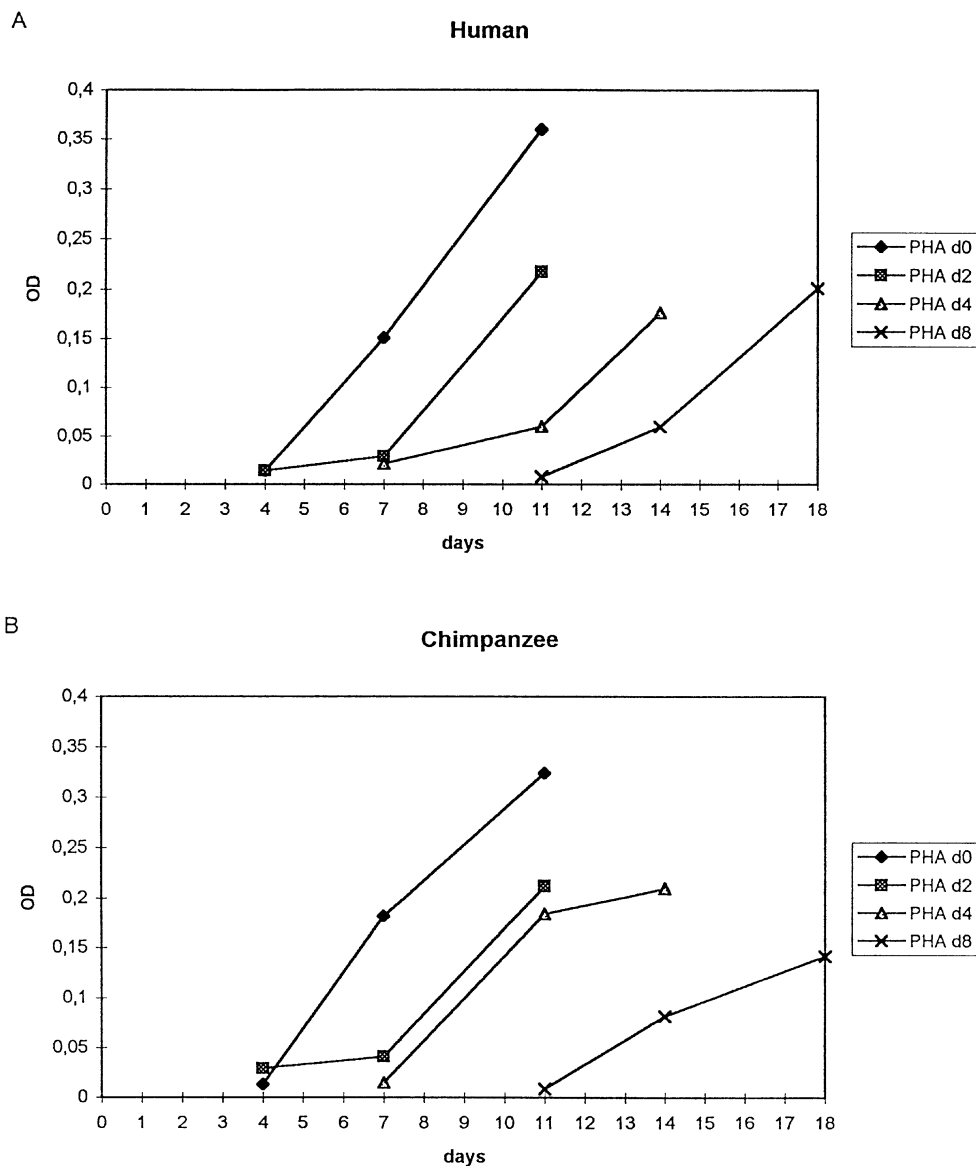 A
Human
0,4
0,35
0,3
0,25
0,2
0,15
0,1
0,05
0
OD
0 1 2 3 4 5 6 7 8 9 10 11 12 13 14 15 16 17 18
days
PHA d0
PHA d2
PHA d4
PHA d8
B
Chimpanzee
0,4
0,35
0,3
0,25
0,2
0,15
0,1
0,05
0
OD
0 1 2 3 4 5 6 7 8 9 10 11 12 13 14 15 16 17 18
days
PHA d0
PHA d2
PHA d4
PHA d8